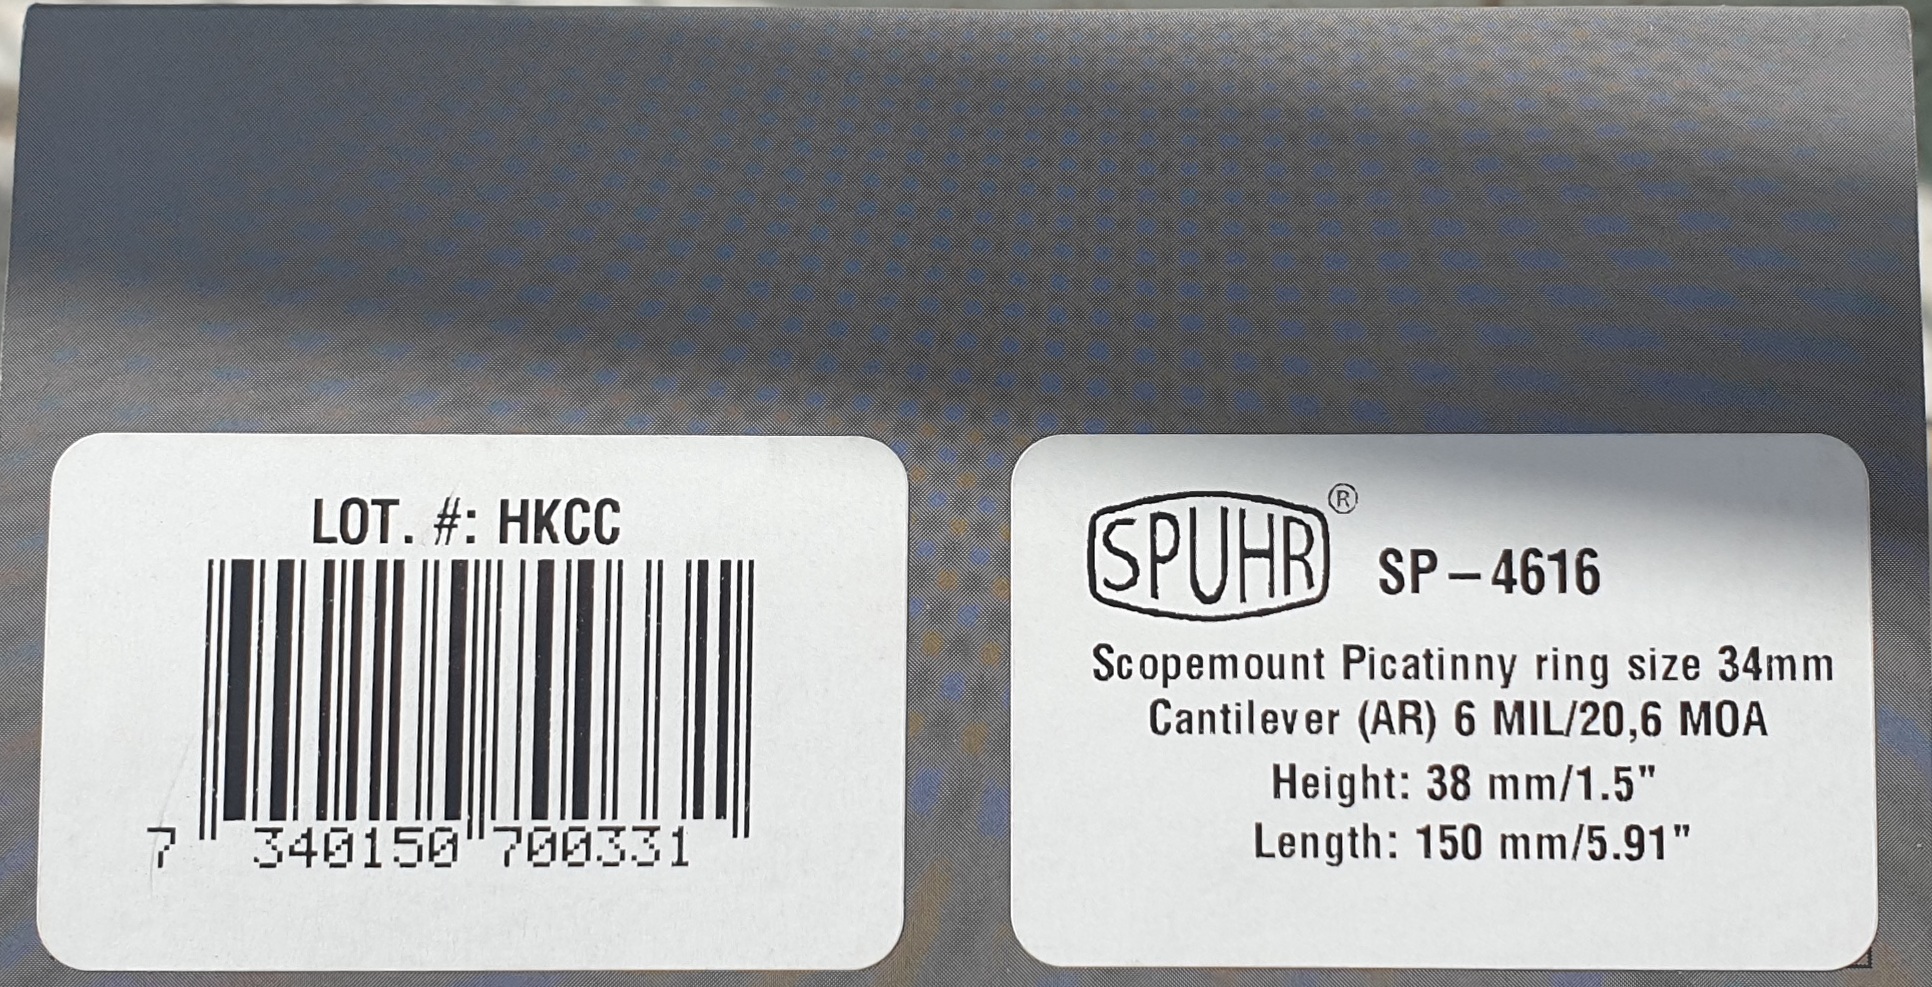 LOT. #: HKCC
7 340150 700331
SPUHR® SP-4616
Scopemount Picatinny ring size 34mm
Cantilever (AR) 6 MIL/20,6 MOA
Height: 38 mm/1.5"
Length: 150 mm/5.91"